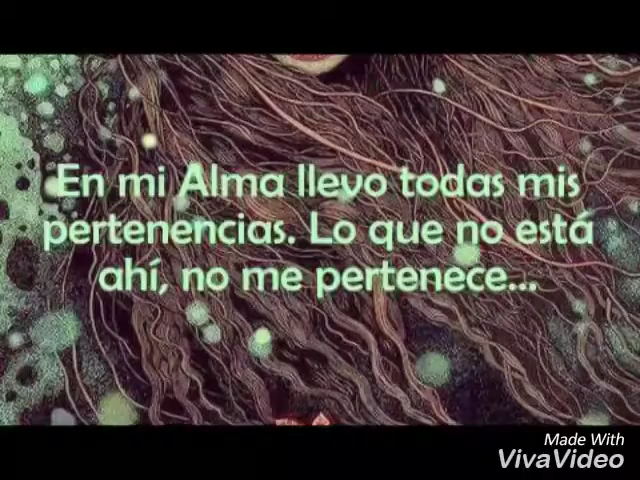 En mi Alma llevo todas mis
pertenencias. Lo que no está
ahí, no me pertenece...
Made With
VivaVideo